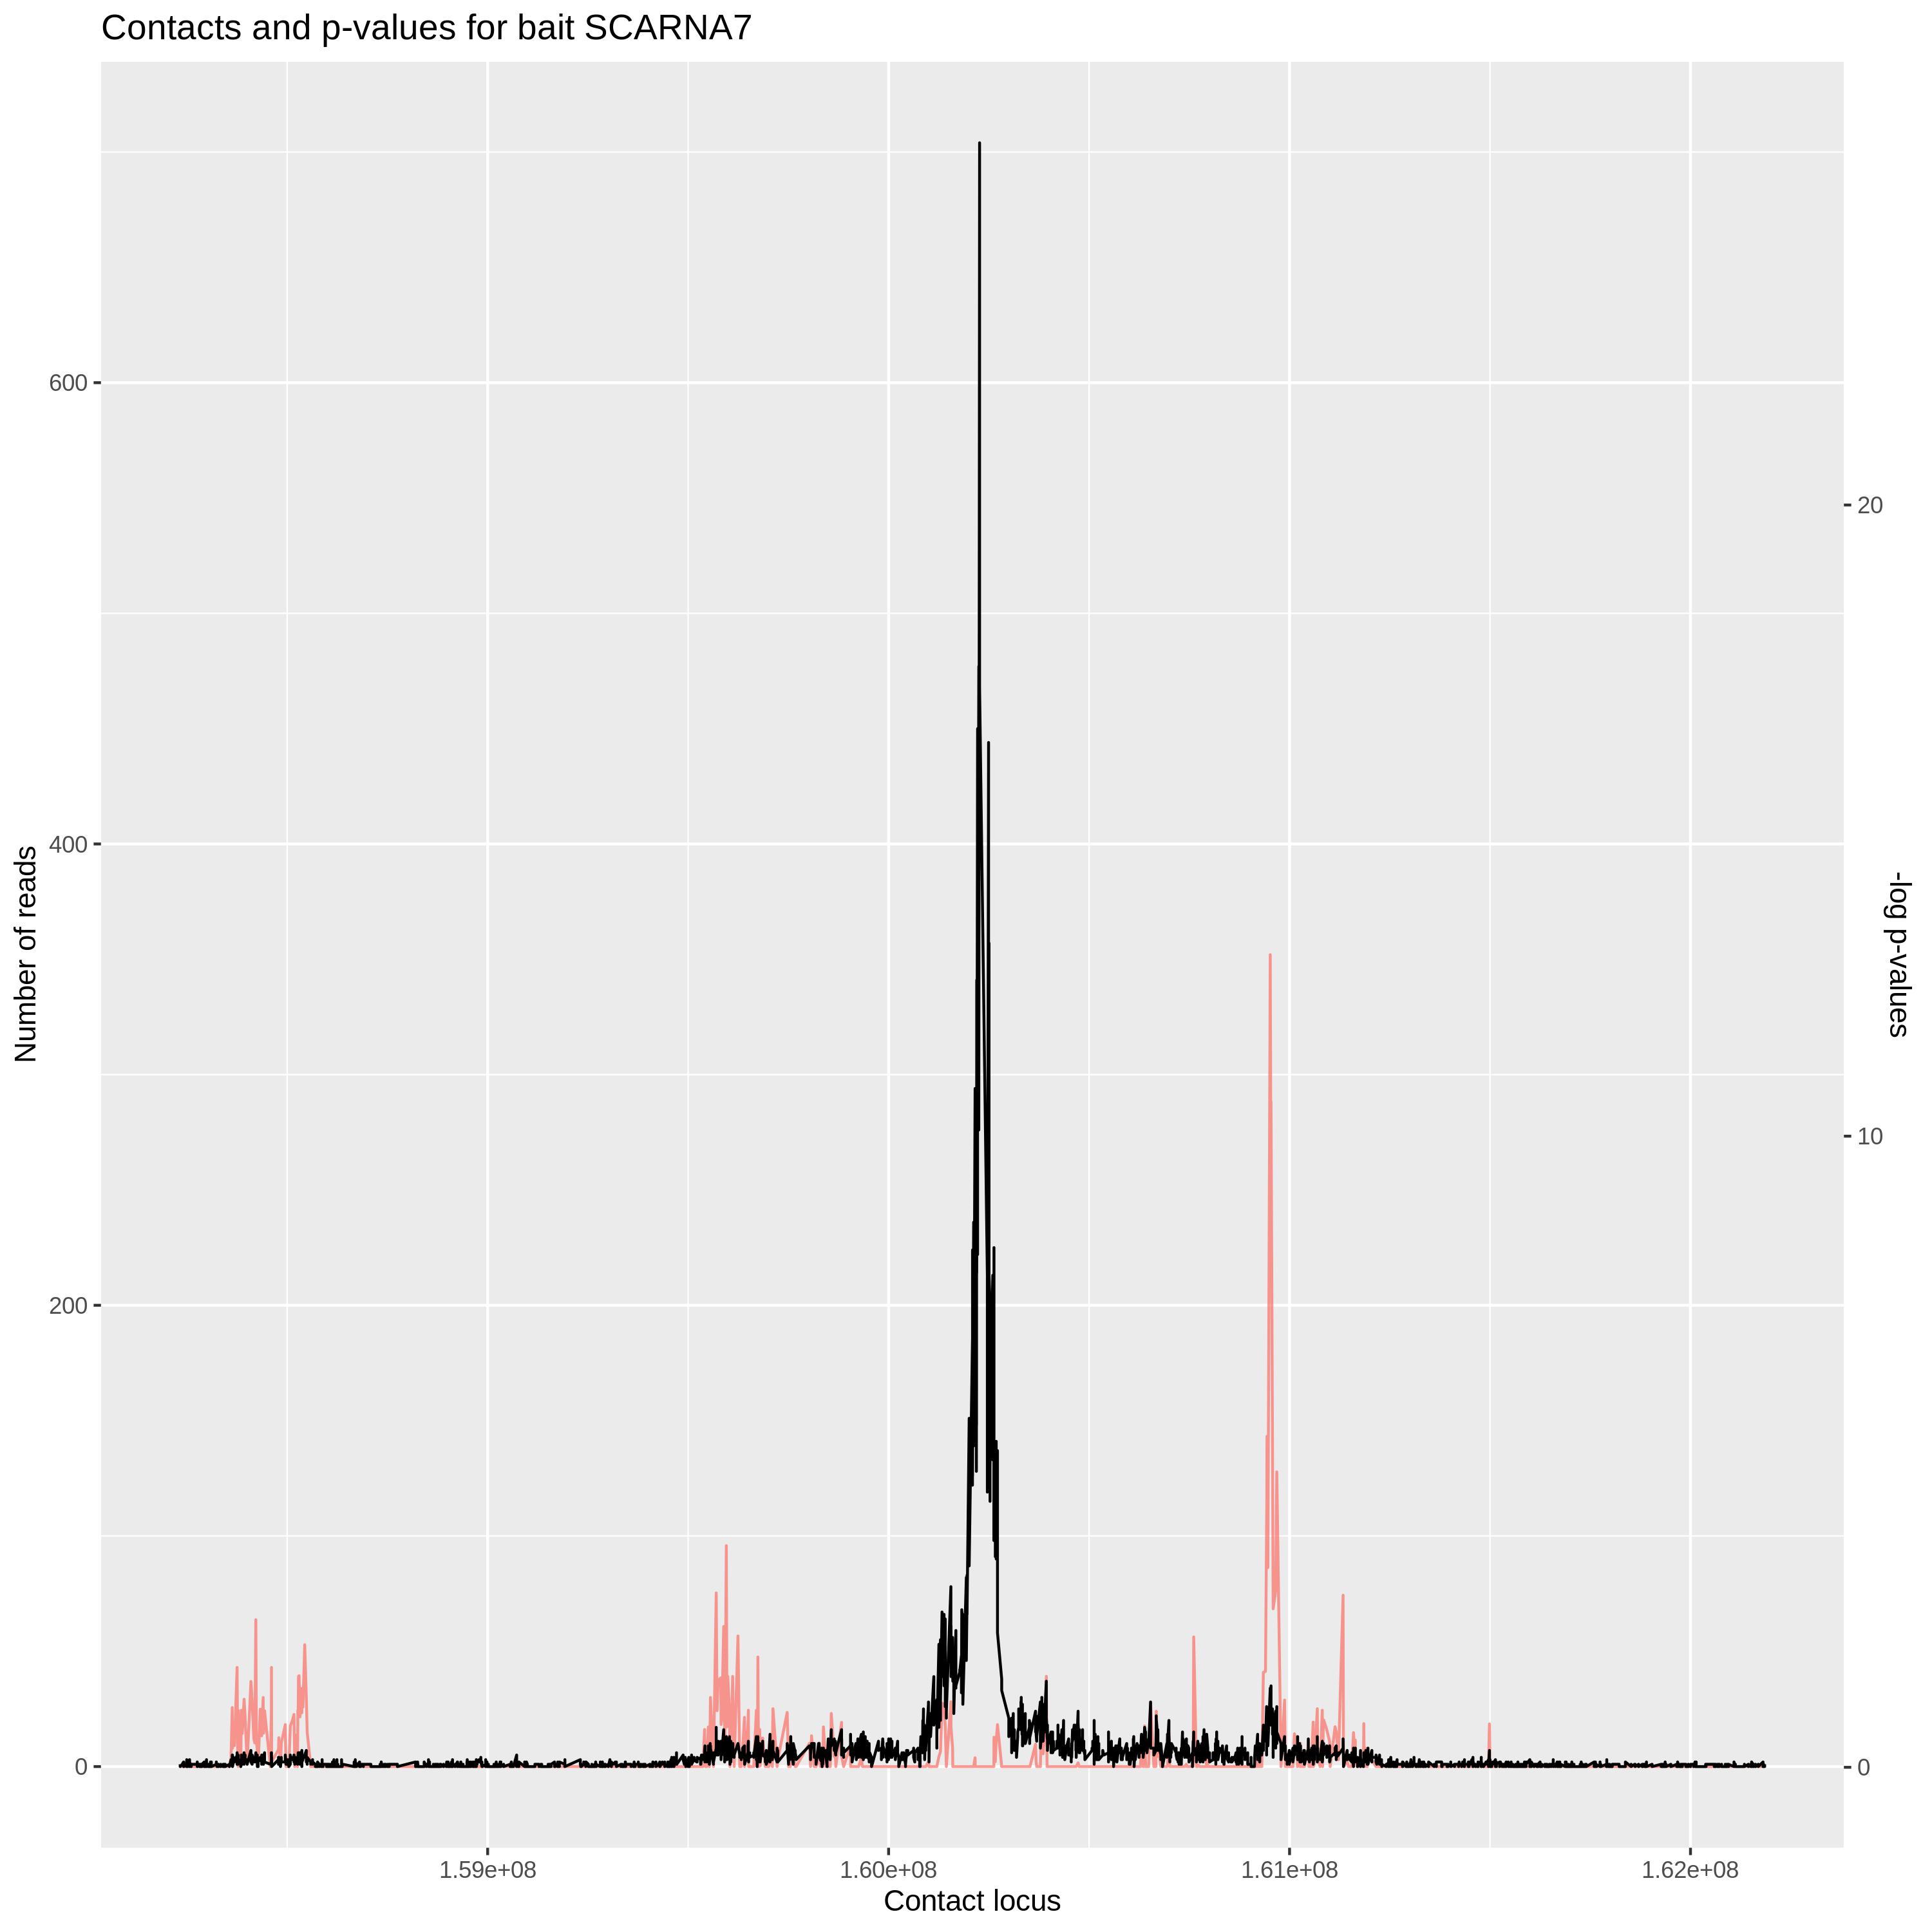 Contacts and p-values for bait SCARNA7
Number of reads
600
400
200
0
20
10
0
-log p-values
1.59e+08
1.60e+08
1.61e+08
1.62e+08
Contact locus